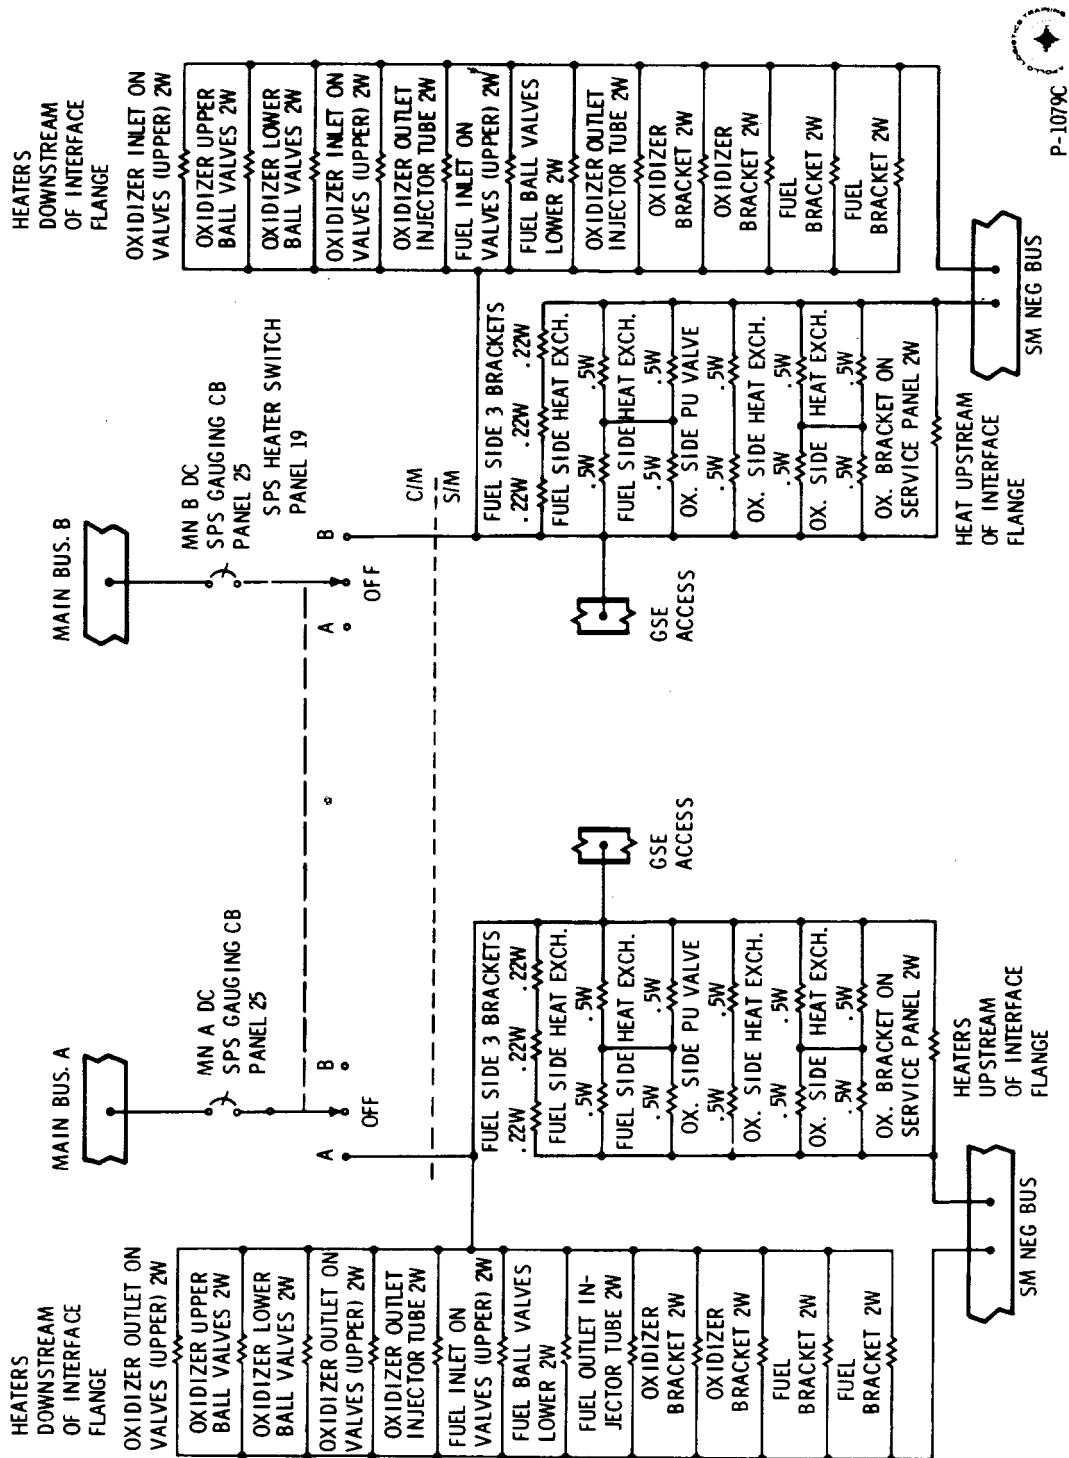 HEATERS
DOWNSTREAM
OF INTERFACE
FLANGE
OXIDIZER OUTLET ON
VALVES (UPPER) 2W
OXIDIZER UPPER
BALL VALVES 2W
OXIDIZER LOWER
BALL VALVES 2W
OXIDIZER OUTLET ON
VALVES (UPPER) 2W
OXIDIZER OUTLET
INJECTOR TUBE 2W
FUEL INLET ON
VALVES (UPPER) 2W
FUEL BALL VALVES
LOWER 2W
FUEL OUTLET IN-
JECTOR TUBE 2W
OXIDIZER
BRACKET 2W
OXIDIZER
BRACKET 2W
FUEL
BRACKET 2W
FUEL
BRACKET 2W
SM NEG BUS
MAIN BUS. A
MN A DC
SPS GAUGING CB
PANEL 25
A
OFF
B
FUEL SIDE 3 BRACKETS
.22W .22W .22W
FUEL SIDE HEAT EXCH.
.5W .5W
FUEL SIDE HEAT EXCH.
.5W .5W
OX. SIDE PU VALVE
.5W .5W
OX. SIDE HEAT EXCH.
.5W .5W
OX. SIDE HEAT EXCH.
.5W .5W
OX. BRACKET ON
SERVICE PANEL 2W
HEATERS
UPSTREAM
OF INTERFACE
FLANGE
GSE
ACCESS
GSE
ACCESS
MAIN BUS. B
MN B DC
SPS GAUGING CB
PANEL 25
SPS HEATER SWITCH
PANEL 19
A
OFF
B
C/M
S/M
FUEL SIDE 3 BRACKETS
.22W .22W .22W
FUEL SIDE HEAT EXCH.
.5W .5W
FUEL SIDE HEAT EXCH.
.5W .5W
OX. SIDE PU VALVE
.5W .5W
OX. SIDE HEAT EXCH.
.5W .5W
OX. SIDE HEAT EXCH.
.5W .5W
OX. BRACKET ON
SERVICE PANEL 2W
HEAT UPSTREAM
OF INTERFACE
FLANGE
HEATERS
DOWNSTREAM
OF INTERFACE
FLANGE
OXIDIZER INLET ON
VALVES (UPPER) 2W
OXIDIZER UPPER
BALL VALVES 2W
OXIDIZER LOWER
BALL VALVES 2W
OXIDIZER INLET ON
VALVES (UPPER) 2W
OXIDIZER OUTLET
INJECTOR TUBE 2W
FUEL INLET ON
VALVES (UPPER) 2W
FUEL BALL VALVES
LOWER 2W
OXIDIZER OUTLET
INJECTOR TUBE 2W
OXIDIZER
BRACKET 2W
OXIDIZER
BRACKET 2W
FUEL
BRACKET 2W
FUEL
BRACKET 2W
SM NEG BUS
P-1079C
APOLLO LOGISTICS TRAINING